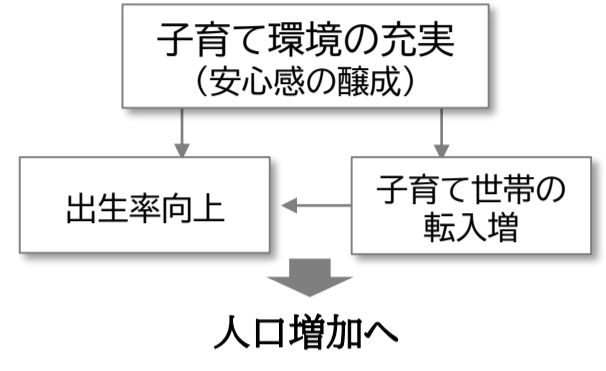 子育て環境の充実
（安心感の醸成）
出生率向上
子育て世帯の
転入増
人口増加へ